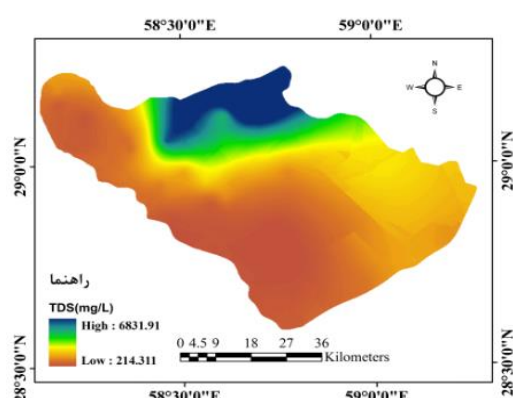 58°30'0"E 59°0'0"E
N
W E
S
29°0'0"N 29°0'0"N
راهنما
TDS(mg/L)
High : 6831.91
Low : 214.311
0 4.5 9 18 27 36
Kilometers
28°30'0"N 28°30'0"N
58°30'0"E 59°0'0"E